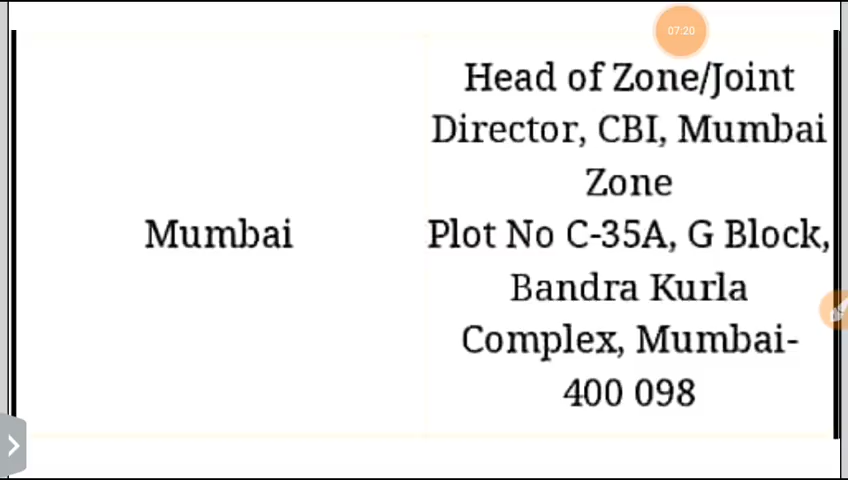 07:20
Head of Zone/Joint
Director, CBI, Mumbai
Zone
Mumbai
Plot No C-35A, G Block,
Bandra Kurla
Complex, Mumbai-
400 098